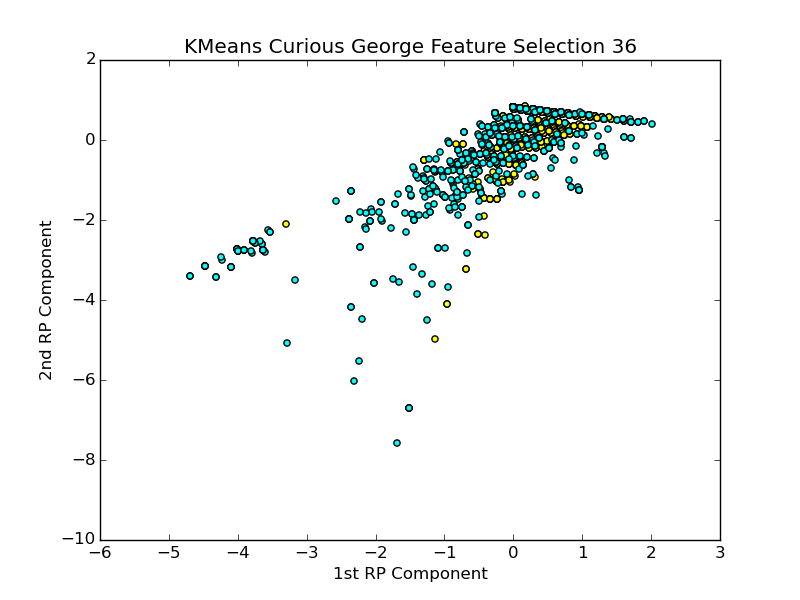 KMeans Curious George Feature Selection 36
2
0
−2
−4
−6
−8
−10
2nd RP Component
−6 −5 −4 −3 −2 −1 0 1 2 3
1st RP Component